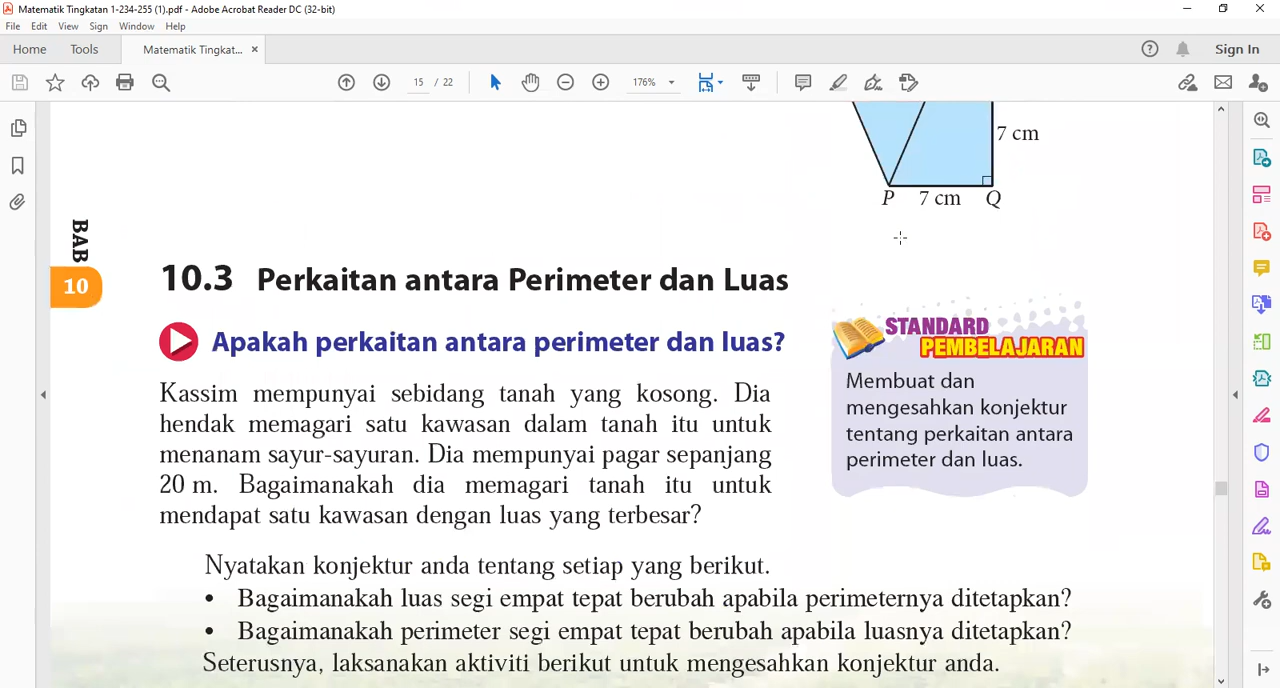 Matematik Tingkatan 1-234-255 (1).pdf - Adobe Acrobat Reader DC (32-bit)
File Edit View Sign Window Help
Home Tools Matematik Tingkat... × Sign In
15 / 22 176%
7 cm
P 7 cm Q
BAB
10
10.3 Perkaitan antara Perimeter dan Luas
Apakah perkaitan antara perimeter dan luas?
Kassim mempunyai sebidang tanah yang kosong. Dia
hendak memagari satu kawasan dalam tanah itu untuk
menanam sayur-sayuran. Dia mempunyai pagar sepanjang
20 m. Bagaimanakah dia memagari tanah itu untuk
mendapat satu kawasan dengan luas yang terbesar?
STANDARD
PEMBELAJARAN
Membuat dan
mengesahkan konjektur
tentang perkaitan antara
perimeter dan luas.
Nyatakan konjektur anda tentang setiap yang berikut.
• Bagaimanakah luas segi empat tepat berubah apabila perimeternya ditetapkan?
• Bagaimanakah perimeter segi empat tepat berubah apabila luasnya ditetapkan?
Seterusnya, laksanakan aktiviti berikut untuk mengesahkan konjektur anda.